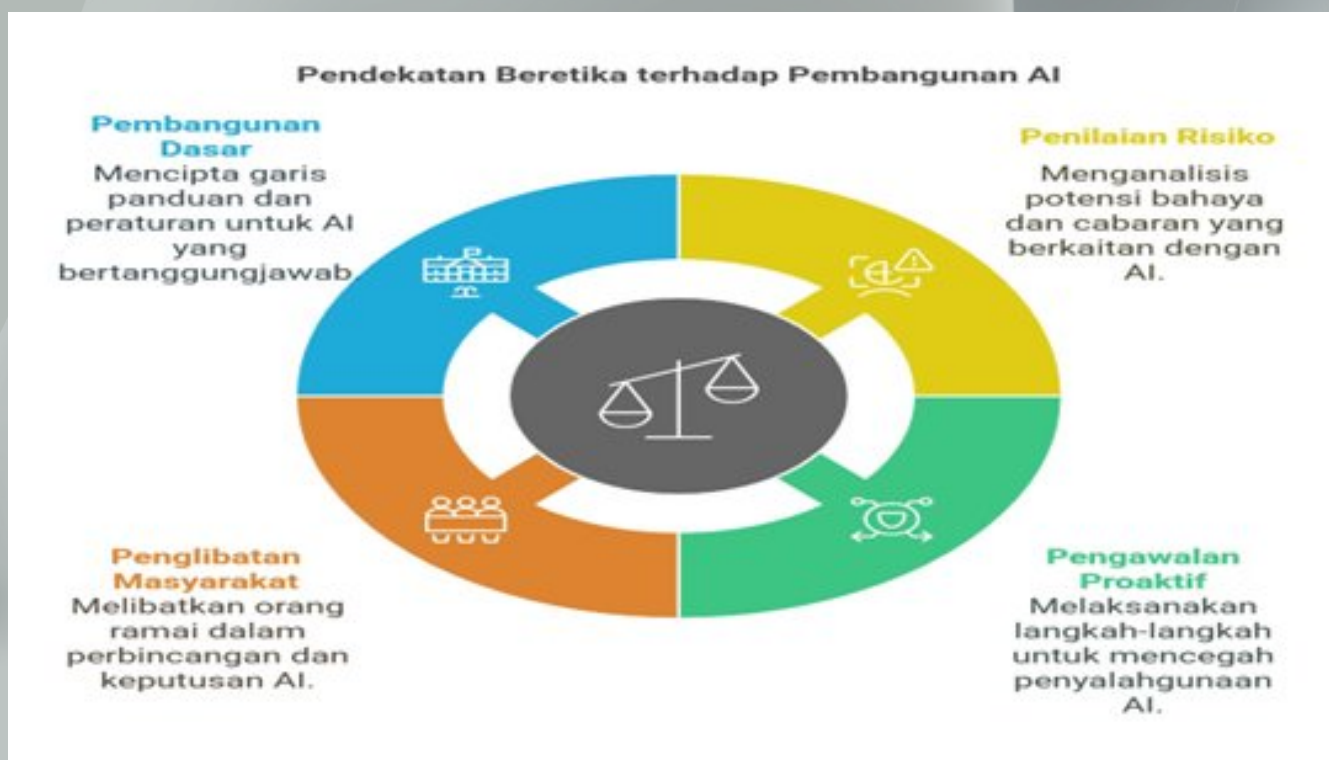 Pendekatan Beretika terhadap Pembangunan AI
Pembangunan
Dasar
Mencipta garis
panduan dan
peraturan untuk AI
yang
bertanggungjawab
Penilaian Risiko
Menganalisis
potensi bahaya
dan cabaran yang
berkaitan dengan
AI.
Penglibatan
Masyarakat
Melibatkan orang
ramai dalam
perbincangan dan
keputusan AI.
Pengawalan
Proaktif
Melaksanakan
langkah-langkah
untuk mencegah
penyalahgunaan
AI.